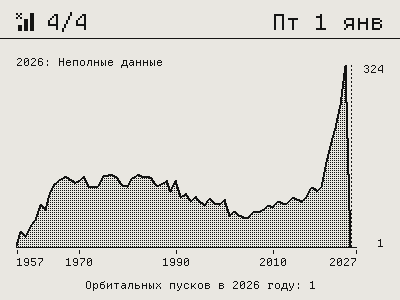 4/4 Пт 1 янв
2026: Неполные данные
324
1
1957 1970 1990 2010 2027
Орбитальных пусков в 2026 году: 1